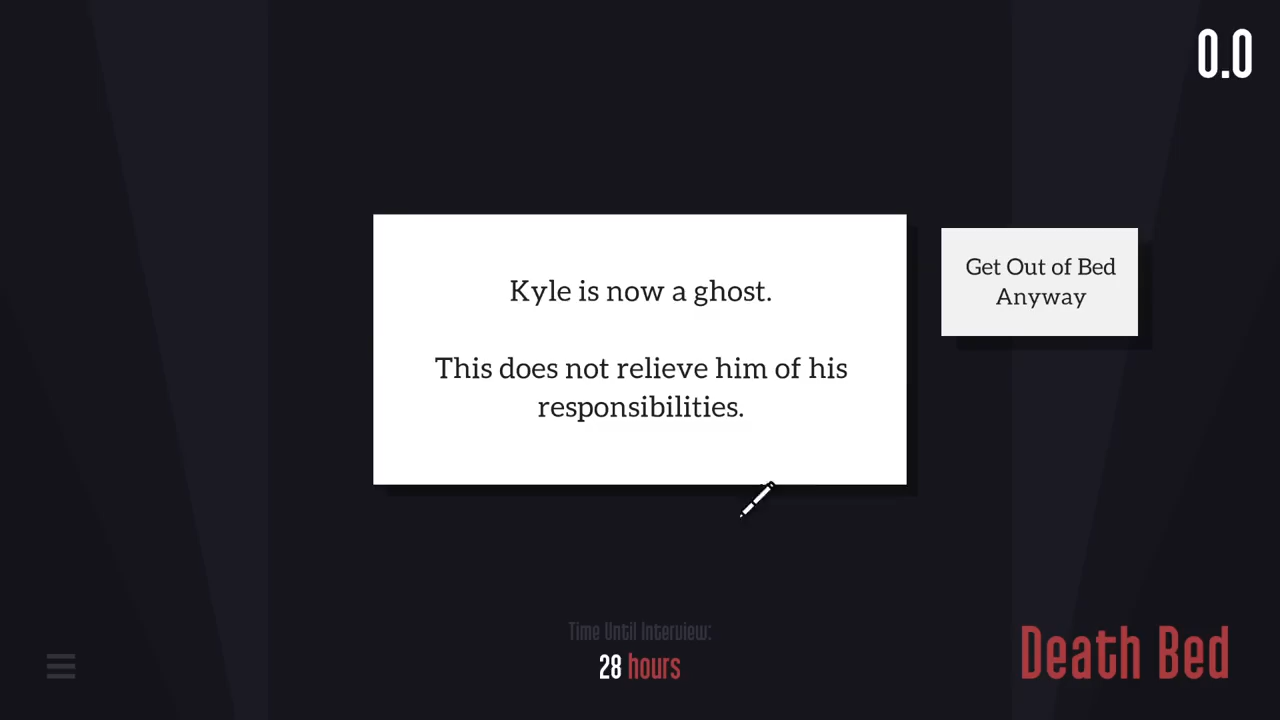 0.0
Kyle is now a ghost.
This does not relieve him of his
responsibilities.
Get Out of Bed
Anyway
Time Until Interview:
28 hours
Death Bed